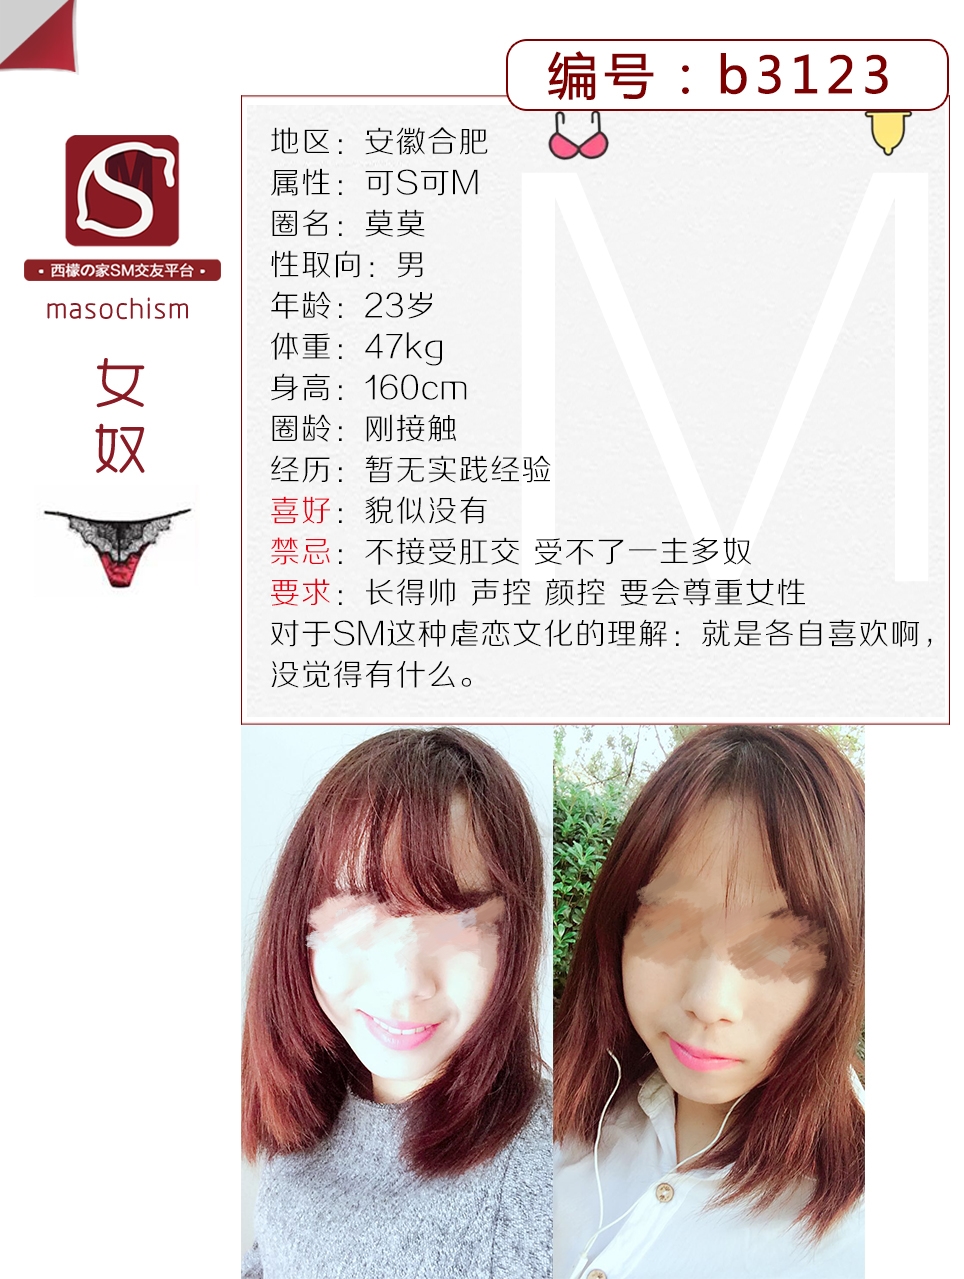 编号：b3123
SM
·西檬の家SM交友平台·
masochism
女
奴
地区：安徽合肥
属性：可S可M
圈名：莫莫
性取向：男
年龄：23岁
体重：47kg
身高：160cm
圈龄：刚接触
经历：暂无实践经验
喜好：貌似没有
禁忌：不接受肛交 受不了一主多奴
要求：长得帅 声控 颜控 要会尊重女性
对于SM这种虐恋文化的理解：就是各自喜欢啊，
没觉得有什么。
M